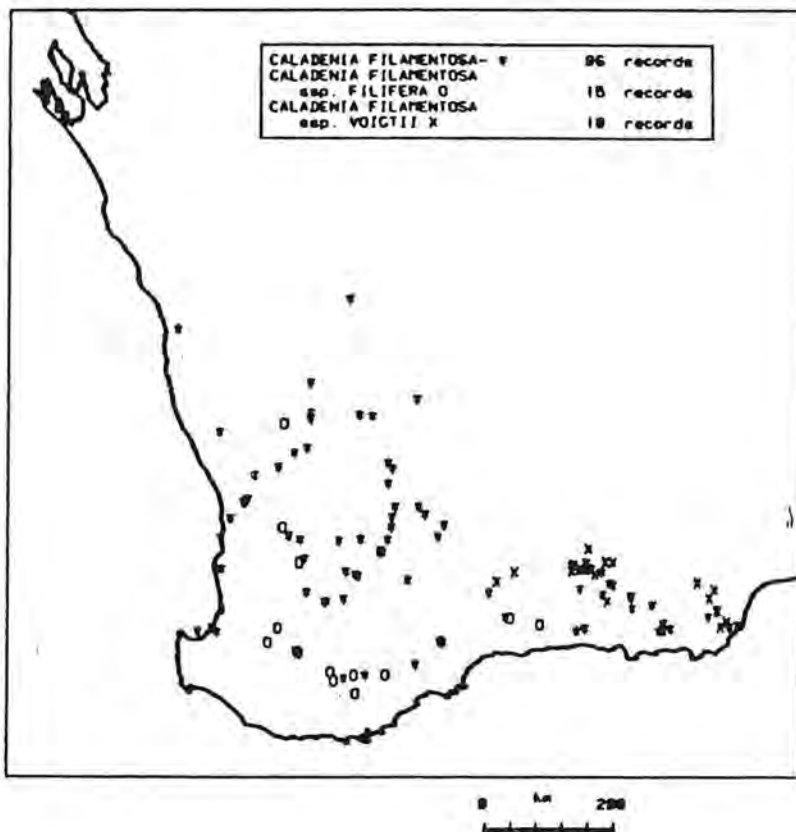 CALADENIA FILAMENTOSA- ▼ 96 records
CALADENIA FILAMENTOSA
ssp. FILIFERA O 15 records
CALADENIA FILAMENTOSA
ssp. VOIGTII X 19 records
0 km 200